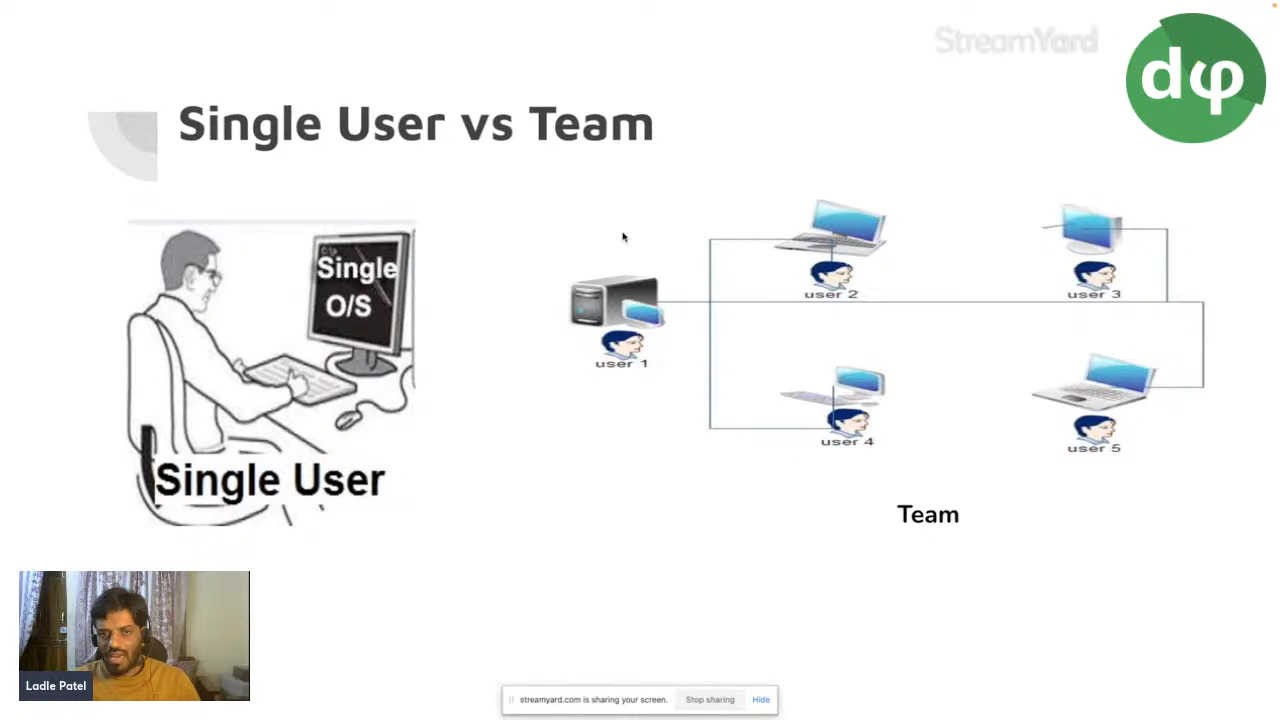 StreamYard
dφ
Single User vs Team
Single
O/S
Single User
user 1
user 2
user 3
user 4
user 5
Team
Ladle Patel
streamyard.com is sharing your screen.
Stop sharing
Hide